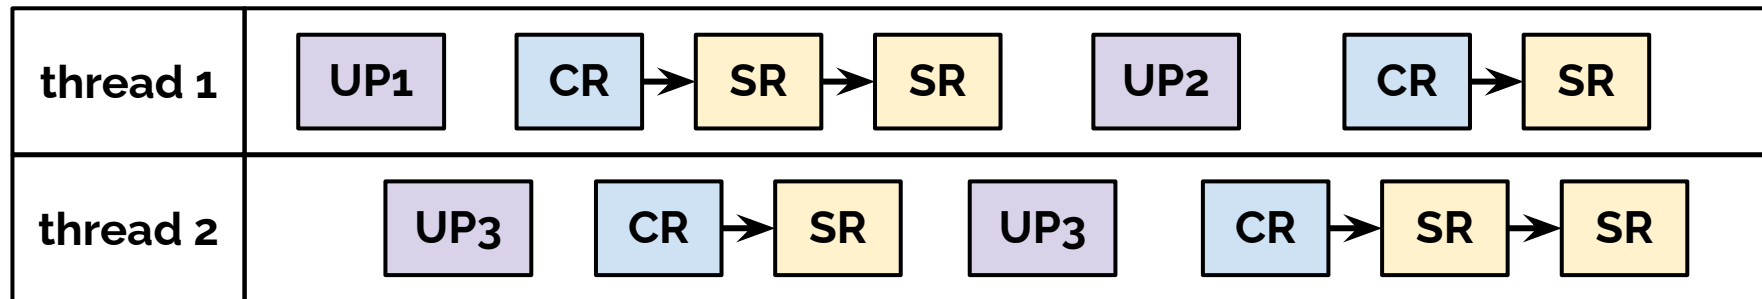 thread 1 UP1 CR SR SR UP2 CR SR
thread 2 UP3 CR SR UP3 CR SR SR